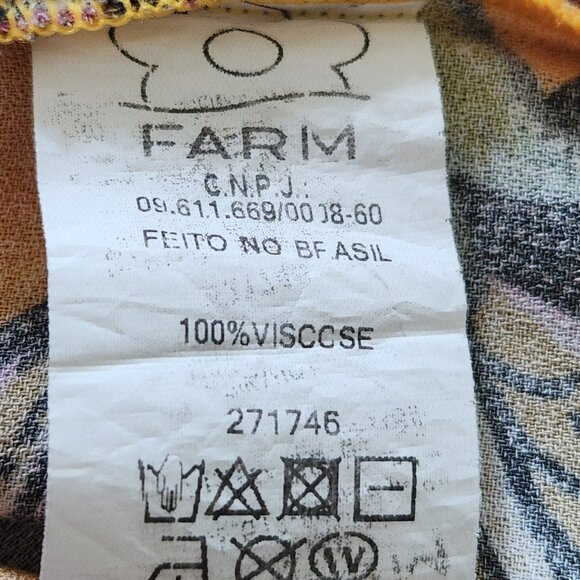 FARM
C.N.P.J.:
09.611.669/0008-60
FEITO NO BRASIL
100%VISCOSE
271746
W